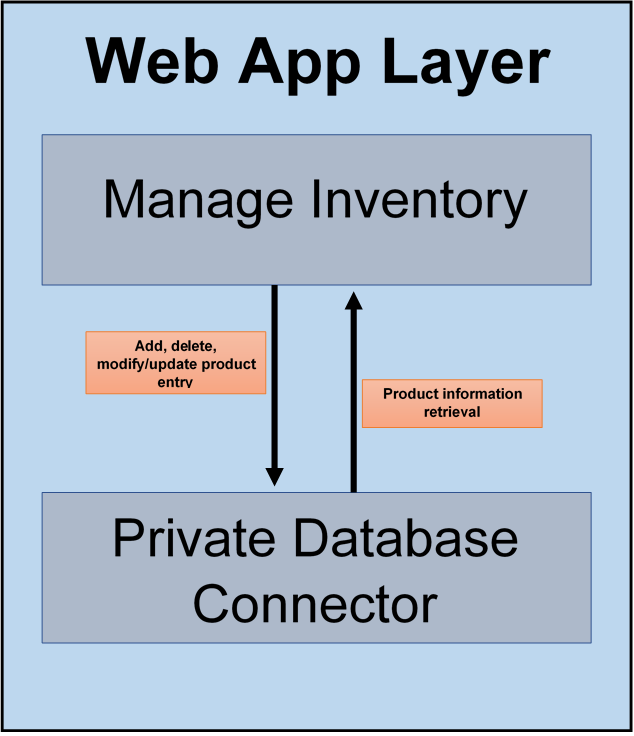 Web App Layer
Manage Inventory
Add, delete,
modify/update product
entry
Product information
retrieval
Private Database
Connector